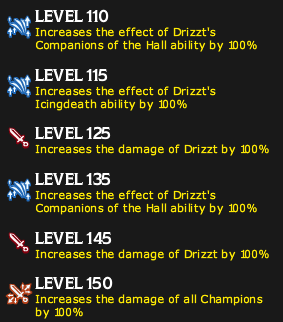 LEVEL 110
Increases the effect of Drizzt's
Companions of the Hall ability by 100%
LEVEL 115
Increases the effect of Drizzt's
Icingdeath ability by 100%
LEVEL 125
Increases the damage of Drizzt by 100%
LEVEL 135
Increases the effect of Drizzt's
Companions of the Hall ability by 100%
LEVEL 145
Increases the damage of Drizzt by 100%
LEVEL 150
Increases the damage of all Champions
by 100%